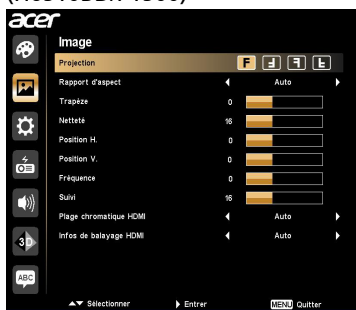 acer
Image
Projection F F F F
Rapport d'aspect Auto
Trapèze 0
Netteté 16
Position H. 0
Position V. 0
Fréquence 0
Suivi 16
Plage chromatique HDMI Auto
Infos de balayage HDMI Auto
3D
ABC
Sélectionner Entrer MENU Quitter